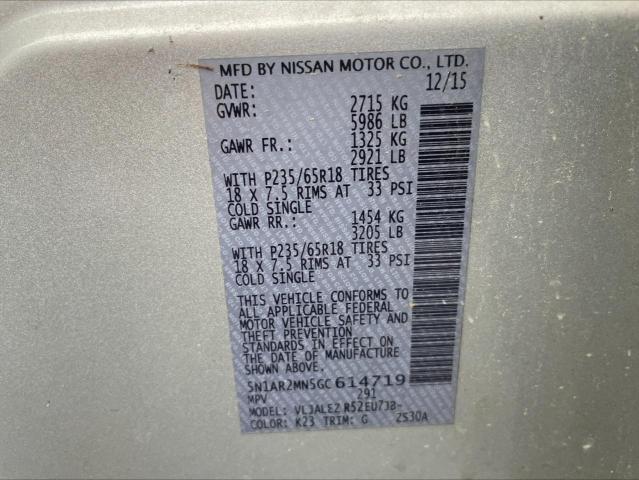 MFD BY NISSAN MOTOR CO., LTD.
DATE: 12/15
GVWR: 2715 KG
5986 LB
GAWR FR.: 1325 KG
2921 LB
WITH P235/65R18 TIRES
18 X 7.5 RIMS AT 33 PSI
COLD SINGLE
GAWR RR.: 1454 KG
3205 LB
WITH P235/65R18 TIRES
18 X 7.5 RIMS AT 33 PSI
COLD SINGLE
THIS VEHICLE CONFORMS TO
ALL APPLICABLE FEDERAL
MOTOR VEHICLE SAFETY AND
THEFT PREVENTION
STANDARDS IN EFFECT ON
THE DATE OF MANUFACTURE
SHOWN ABOVE.
5N1AR2MN5GC614719
MPV 291
MODEL: VLJALEZ R52EU7JB-
COLOR: K23 TRIM: G 2S30A